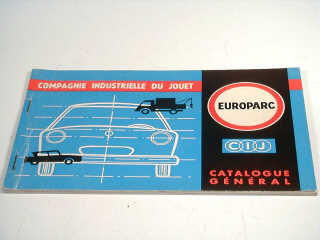 COMPAGNIE INDUSTRIELLE DU JOUET
EUROPARC
CIJ
CATALOGUE
GÉNÉRAL